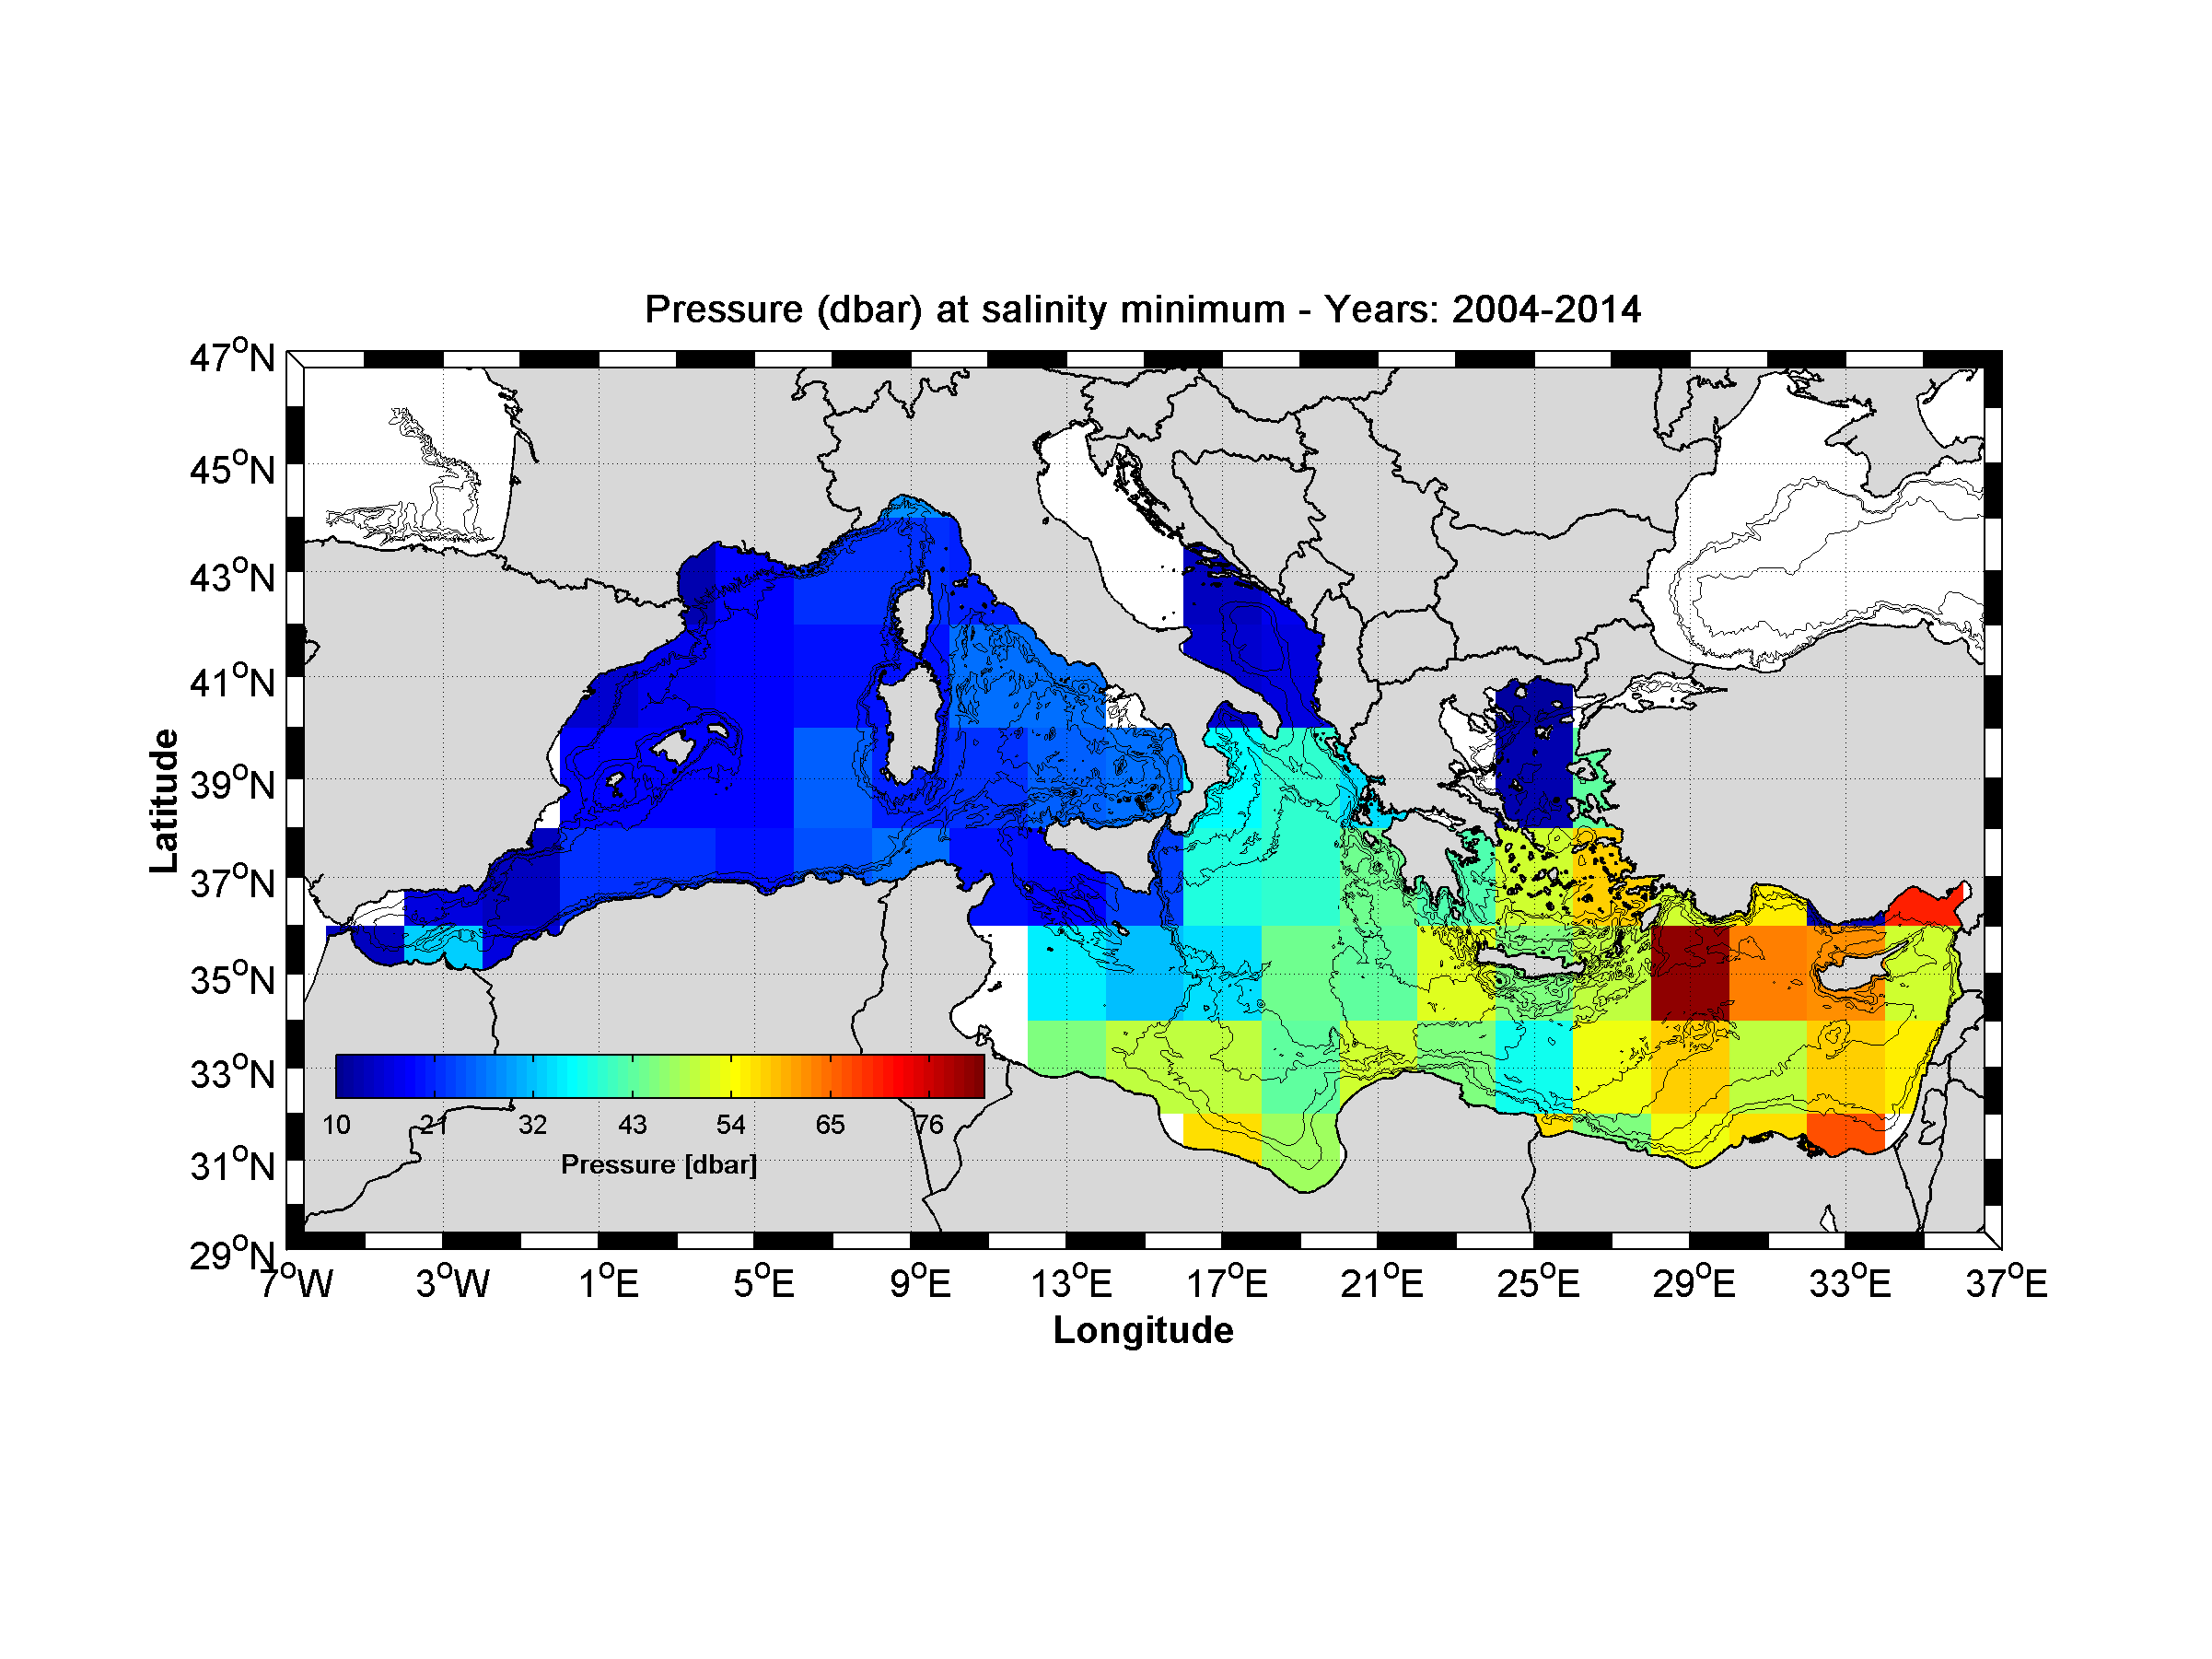 Pressure (dbar) at salinity minimum - Years: 2004-2014
47°N
45°N
43°N
41°N
39°N
37°N
35°N
33°N
31°N
29°N
Latitude
10 21 32 43 54 65 76
Pressure [dbar]
7°W 3°W 1°E 5°E 9°E 13°E 17°E 21°E 25°E 29°E 33°E 37°E
Longitude